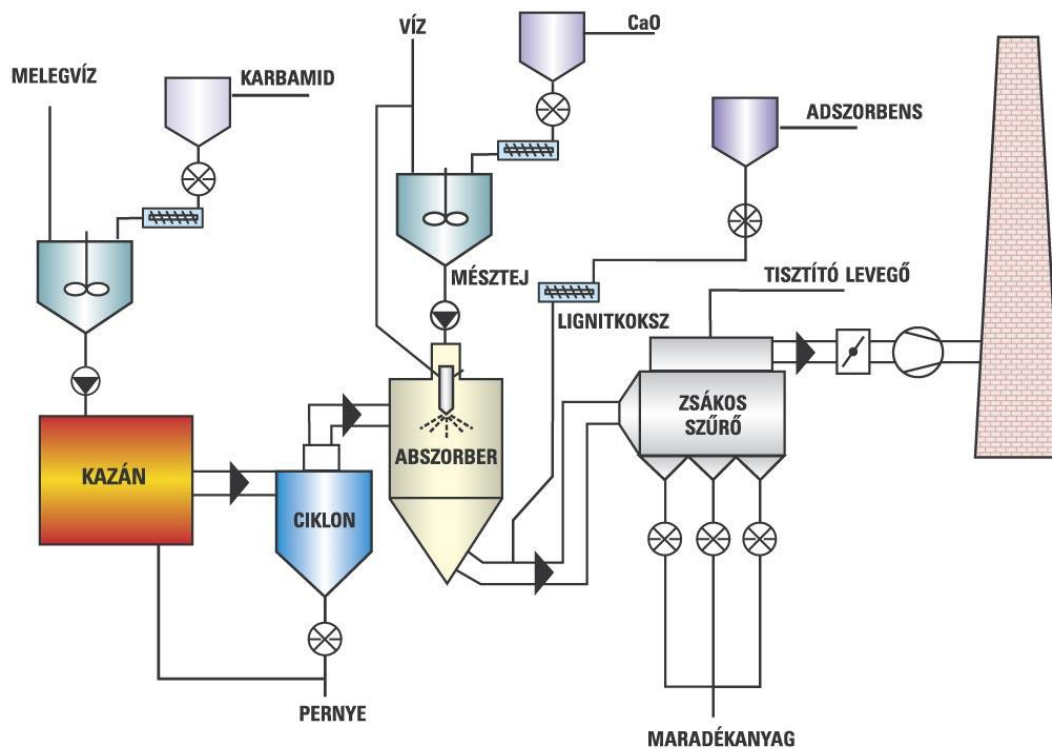 VÍZ
CaO
MELEGVÍZ
KARBAMID
ADSZORBENS
MÉSZTEJ
TISZTÍTÓ LEVEGŐ
LIGNITKOKSZ
ZSÁKOS
SZŰRŐ
ABSZORBER
KAZÁN
CIKLON
PERNYE
MARADÉKANYAG